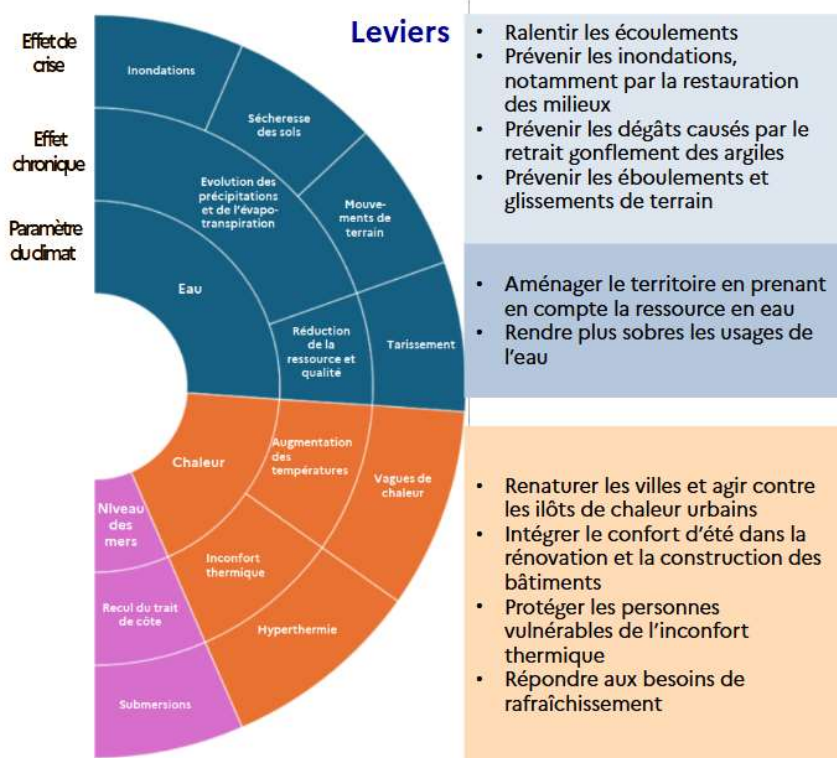 Leviers
Effet de
crise
Effet
chronique
Paramètre
du climat
Inondations
Sécheresse
des sols
Evolution des
précipitations
et de l'évapo-
transpiration
Mouve-
ments de
terrain
Eau
Réduction
de la
ressource et
qualité
Tarissement
Chaleur
Augmentation
des
températures
Vagues de
chaleur
Niveau
des
mers
Inconfort
thermique
Hyperthermie
Recul du trait
de côte
Submersions
• Ralentir les écoulements
• Prévenir les inondations,
notamment par la restauration
des milieux
• Prévenir les dégâts causés par le
retrait gonflement des argiles
• Prévenir les éboulements et
glissements de terrain
• Aménager le territoire en prenant
en compte la ressource en eau
• Rendre plus sobres les usages de
l'eau
• Renaturer les villes et agir contre
les ilôts de chaleur urbains
• Intégrer le confort d'été dans la
rénovation et la construction des
bâtiments
• Protéger les personnes
vulnérables de l'inconfort
thermique
• Répondre aux besoins de
rafraîchissement